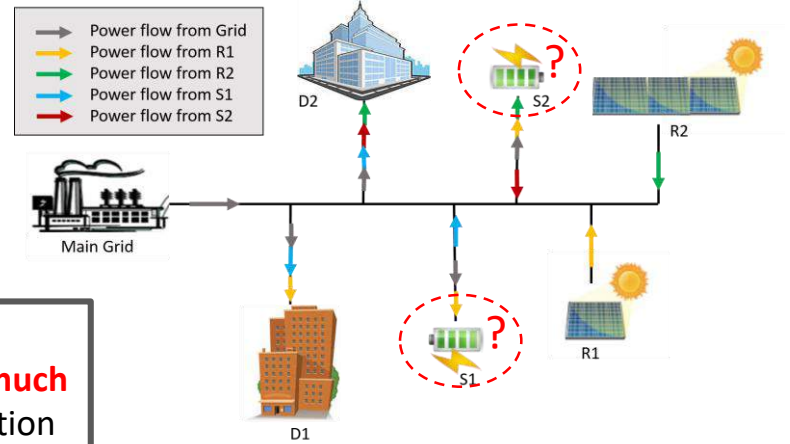 Power flow from Grid
Power flow from R1
Power flow from R2
Power flow from S1
Power flow from S2
D2
?
S2
R2
Main Grid
?
S1
R1
D1
much
tion